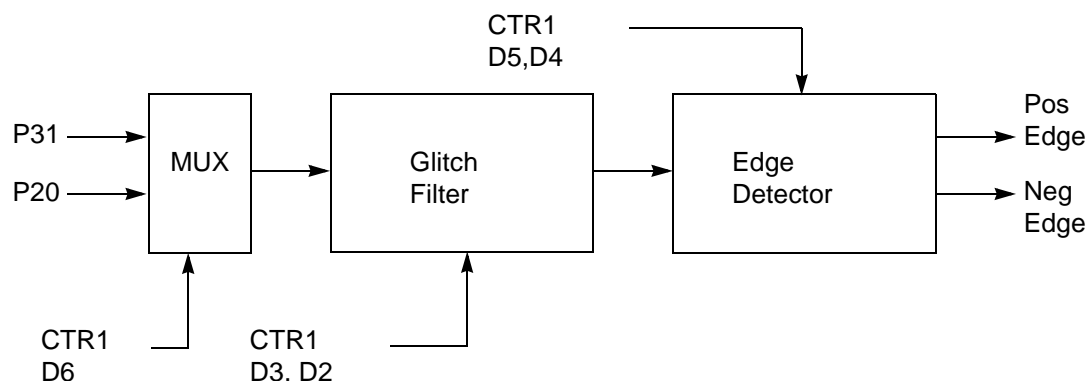 CTR1
D5,D4
P31
P20
MUX
Glitch
Filter
Edge
Detector
Pos
Edge
Neg
Edge
CTR1
D6
CTR1
D3, D2